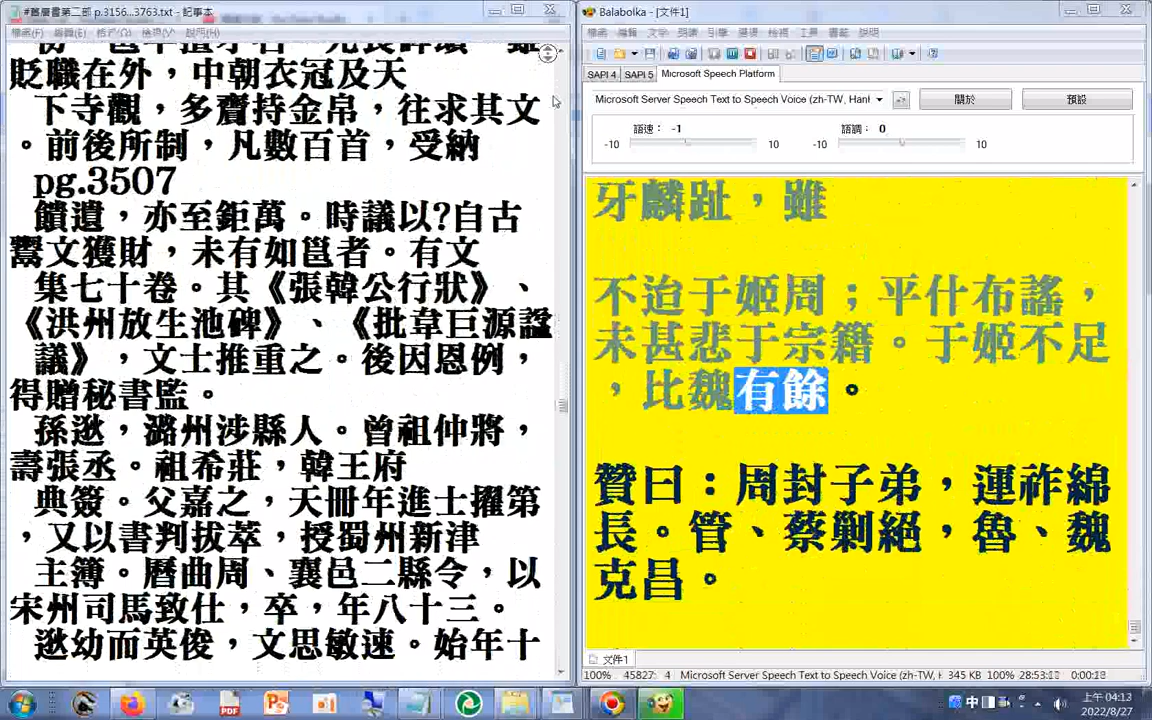 #舊唐書第二部 p.3156...3763.txt - 記事本
檔案(F) 編輯(E) 格式(O) 檢視(V) 說明(H)
貶職在外，中朝衣冠及天
下寺觀，多齎持金帛，往求其文
。前後所制，凡數百首，受納
pg.3507
饋遺，亦至鉅萬。時議以?自古
鬻文獲財，未有如邕者。有文
集七十卷。其《張韓公行狀》、
《洪州放生池碑》、《批韋巨源諡
議》，文士推重之。後因恩例，
得贈秘書監。
孫逖，潞州涉縣人。曾祖仲將，
壽張丞。祖希莊，韓王府
典簽。父嘉之，天冊年進士擢第
，又以書判拔萃，授蜀州新津
主簿。曆曲周、襄邑二縣令，以
宋州司馬致仕，卒，年八十三。
逖幼而英俊，文思敏速。始年十
Balabolka - [文件1]
SAPI 4 SAPI 5 Microsoft Speech Platform
Microsoft Server Speech Text to Speech Voice (zh-TW, Hanl
關於
預設
語速： -1
語調： 0
-10 10 -10 10
牙麟趾，雖
不迨于姬周；平什布謠，
未甚悲于宗籍。于姬不足
，比魏有餘。
贊曰：周封子弟，運祚綿
長。管、蔡剿絕，魯、魏
克昌。
文件1
100% 45827: 4 Microsoft Server Speech Text to Speech Voice (zh-TW, H 345 KB 100% 28:53:10 0:00:18
中
上午 04:13
2022/8/27